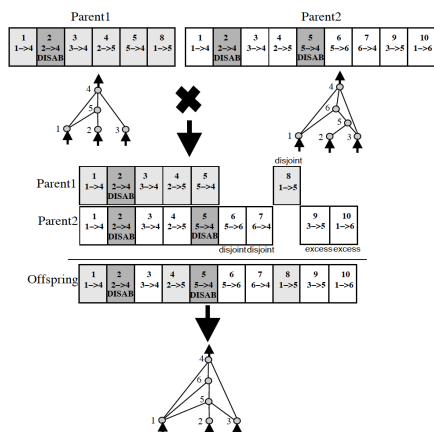 Parent1 Parent2
1 2 3 4 5 8
1->4 2->4 3->4 2->5 5->4 1->5
DISAB
1 2 3 4 5 6 7 9 10
1->4 2->4 3->4 2->5 5->4 5->6 6->4 3->5 1->6
DISAB DISAB
4
5
1 2 3
4
6
5
1 2 3
disjoint
Parent1
1 2 3 4 5 8
1->4 2->4 3->4 2->5 5->4 1->5
DISAB
Parent2
1 2 3 4 5 6 7 9 10
1->4 2->4 3->4 2->5 5->4 5->6 6->4 3->5 1->6
DISAB DISAB
disjoint disjoint excess excess
Offspring
1 2 3 4 5 6 7 8 9 10
1->4 2->4 3->4 2->5 5->4 5->6 6->4 1->5 3->5 1->6
DISAB DISAB
4
6
5
1 2 3